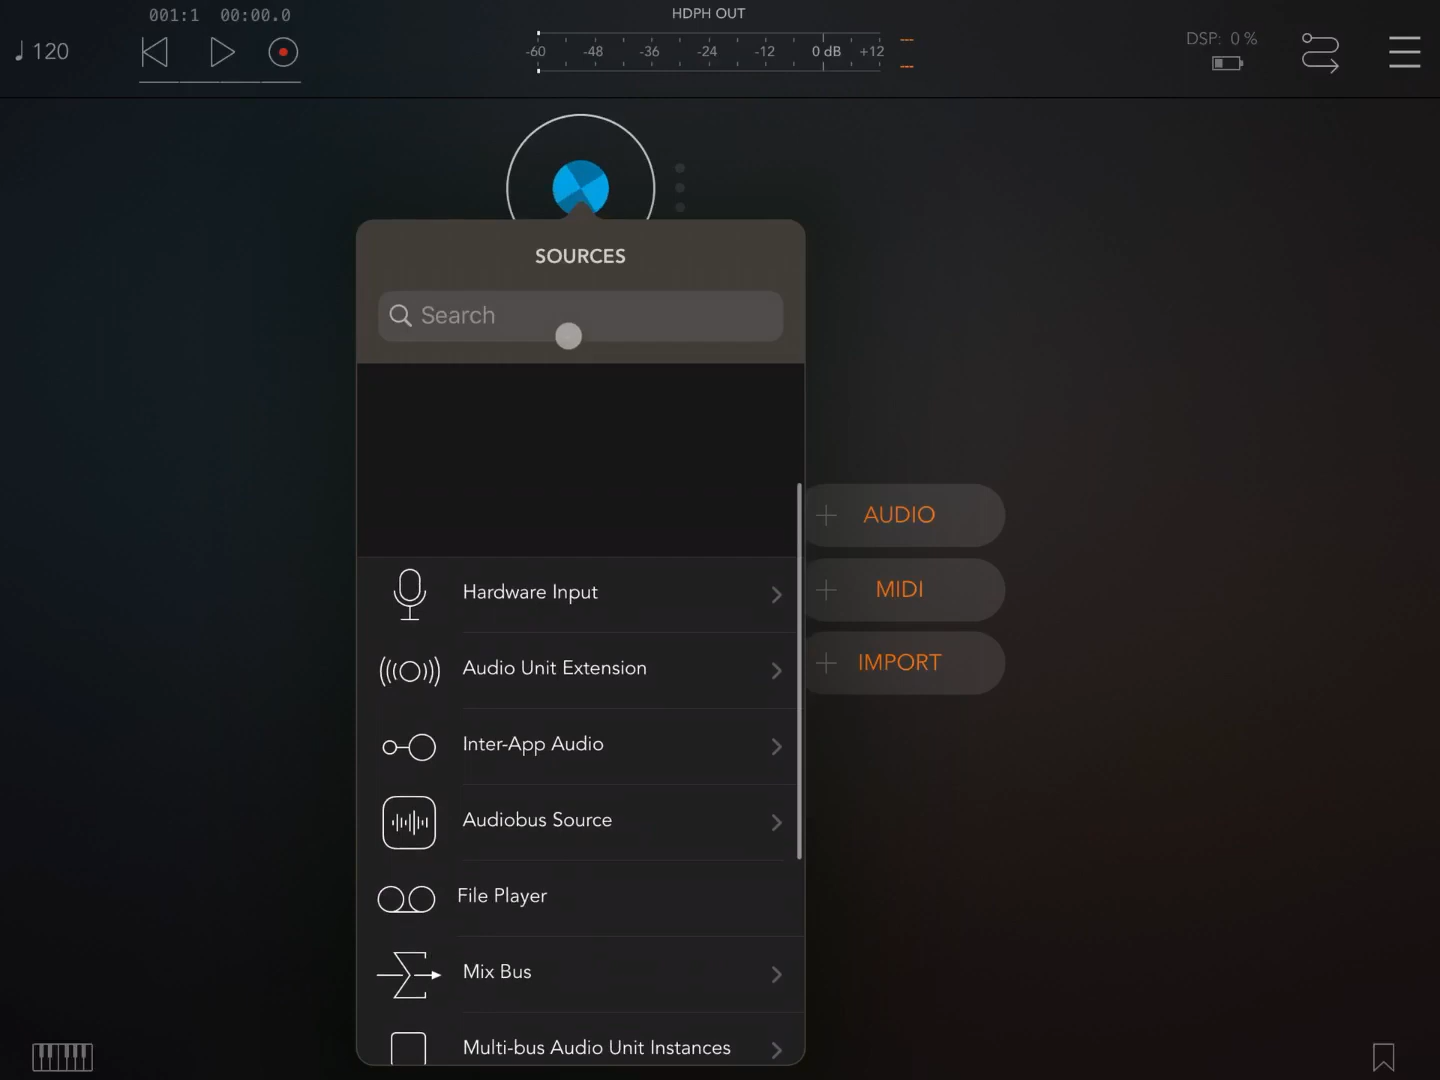 001:1 00:00.0
HDPH OUT
♩ 120
-60 -48 -36 -24 -12 0 dB +12
DSP: 0 %
SOURCES
Search
Hardware Input
Audio Unit Extension
Inter-App Audio
Audiobus Source
File Player
Mix Bus
Multi-bus Audio Unit Instances
AUDIO
MIDI
IMPORT